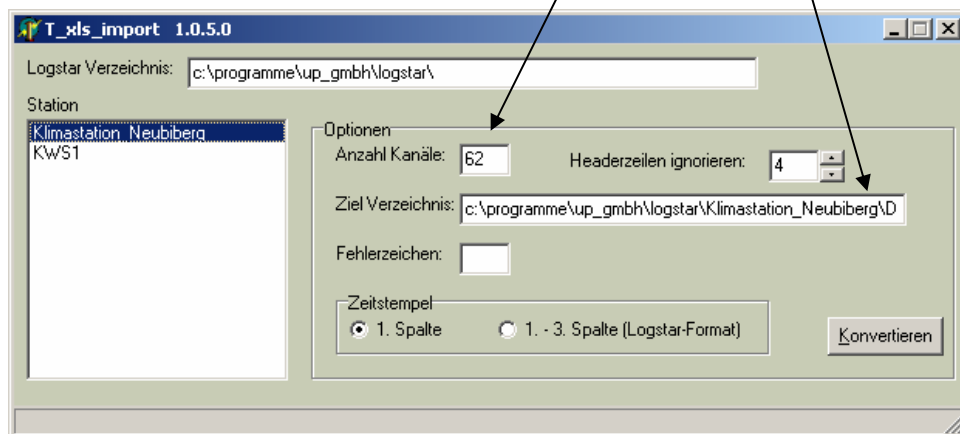 T_xls_import 1.0.5.0
Logstar Verzeichnis: c:\programme\up_gmbh\logstar\
Station
Klimastation_Neubiberg
KWS1
Optionen
Anzahl Kanäle: 62 Headerzeilen ignorieren: 4
Ziel Verzeichnis: c:\programme\up_gmbh\logstar\Klimastation_Neubiberg\D
Fehlerzeichen:
Zeitstempel
1. Spalte 1. - 3. Spalte (Logstar-Format)
Konvertieren